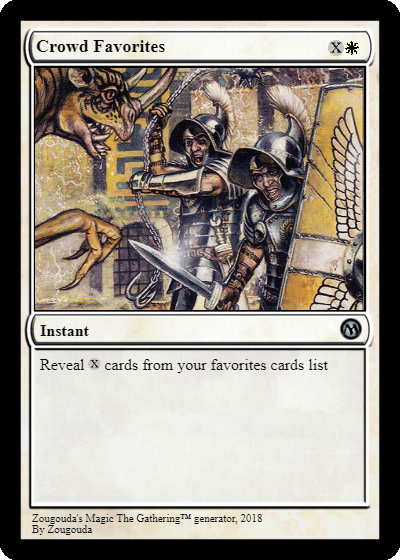 Crowd Favorites X
Instant
Reveal X cards from your favorites cards list
Zougouda's Magic The Gathering™ generator, 2018
By Zougouda